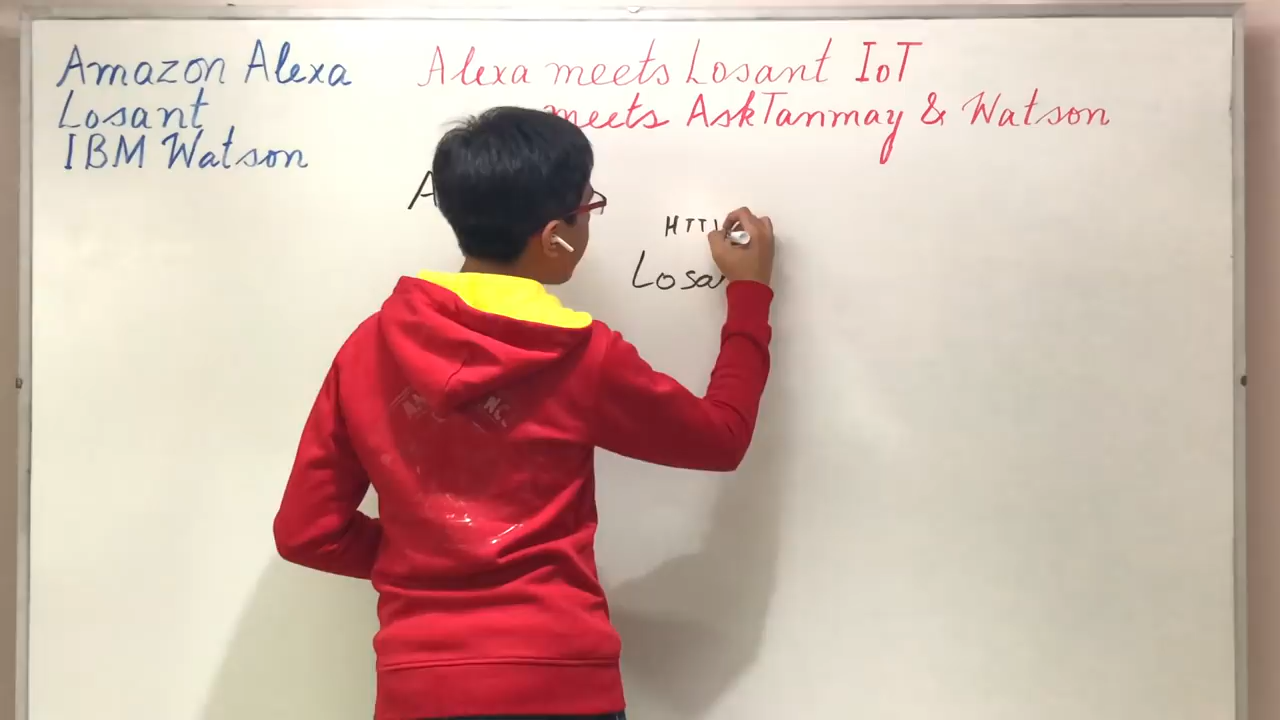 Amazon Alexa
Losant
IBM Watson
Alexa meets Losant IoT
meets AskTanmay & Watson